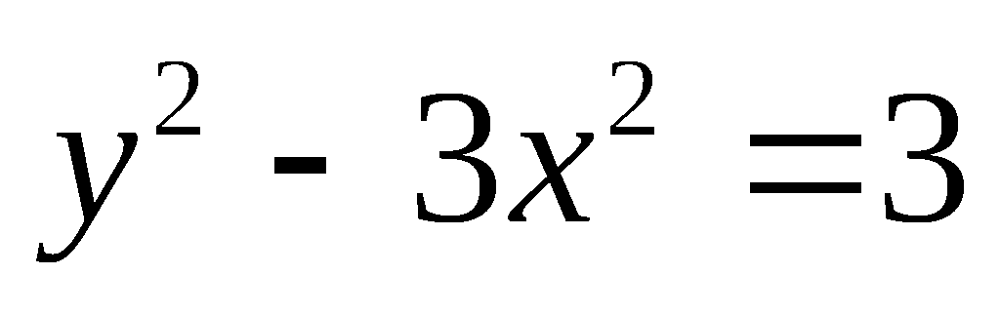 y² - 3x² =3